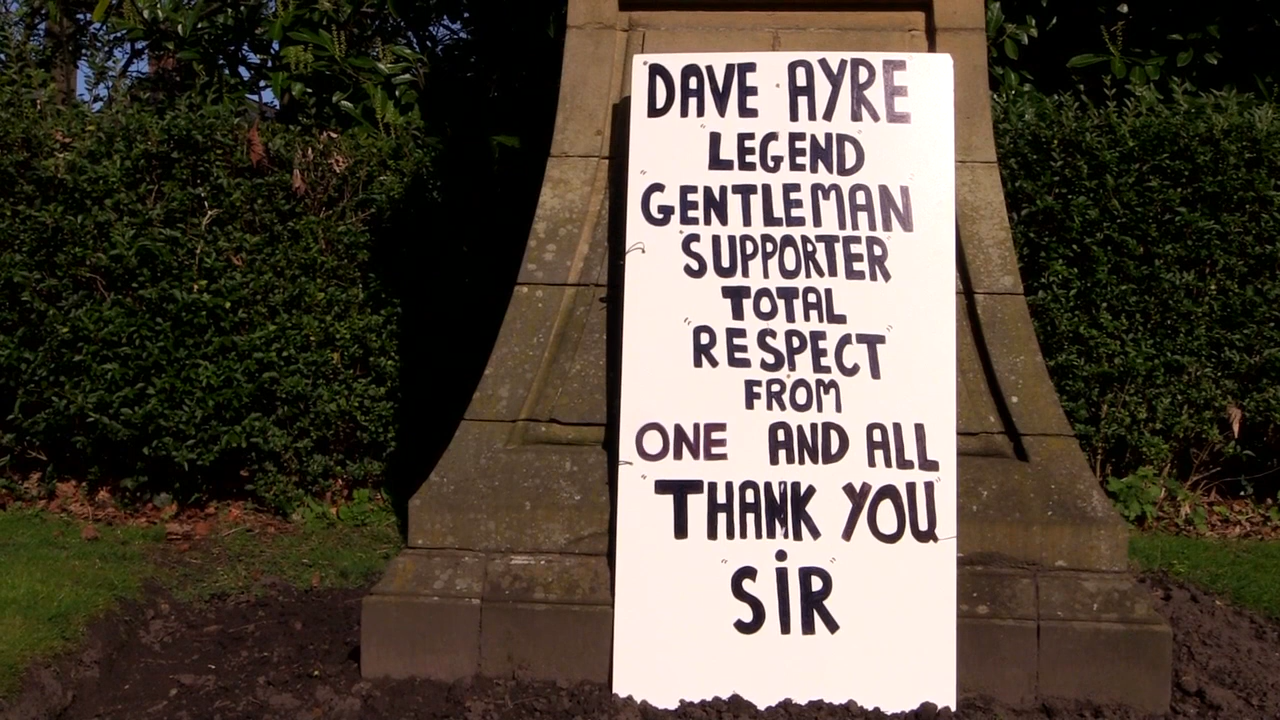 DAVE AYRE
"LEGEND"
"GENTLEMAN"
"SUPPORTER"
TOTAL
"RESPECT"
FROM
ONE AND ALL
"THANK YOU"
"SiR"